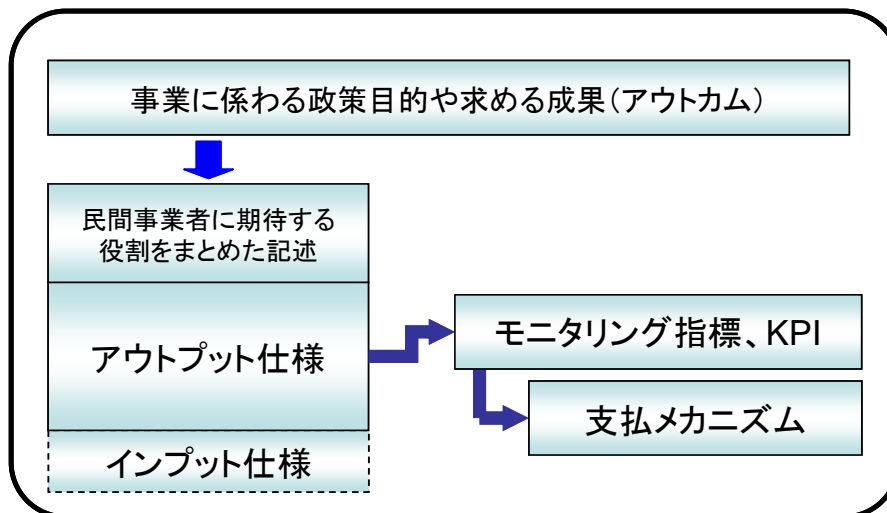 事業に係わる政策目的や求める成果(アウトカム)
民間事業者に期待する
役割をまとめた記述
アウトプット仕様
モニタリング指標、KPI
支払メカニズム
インプット仕様